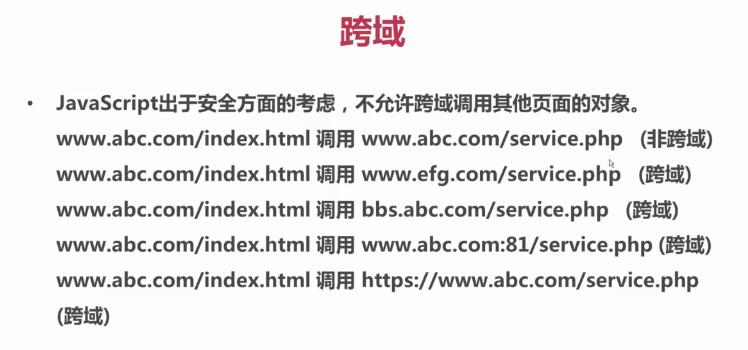 跨域
• JavaScript出于安全方面的考虑，不允许跨域调用其他页面的对象。
www.abc.com/index.html 调用 www.abc.com/service.php (非跨域)
www.abc.com/index.html 调用 www.efg.com/service.php (跨域)
www.abc.com/index.html 调用 bbs.abc.com/service.php (跨域)
www.abc.com/index.html 调用 www.abc.com:81/service.php (跨域)
www.abc.com/index.html 调用 https://www.abc.com/service.php
(跨域)